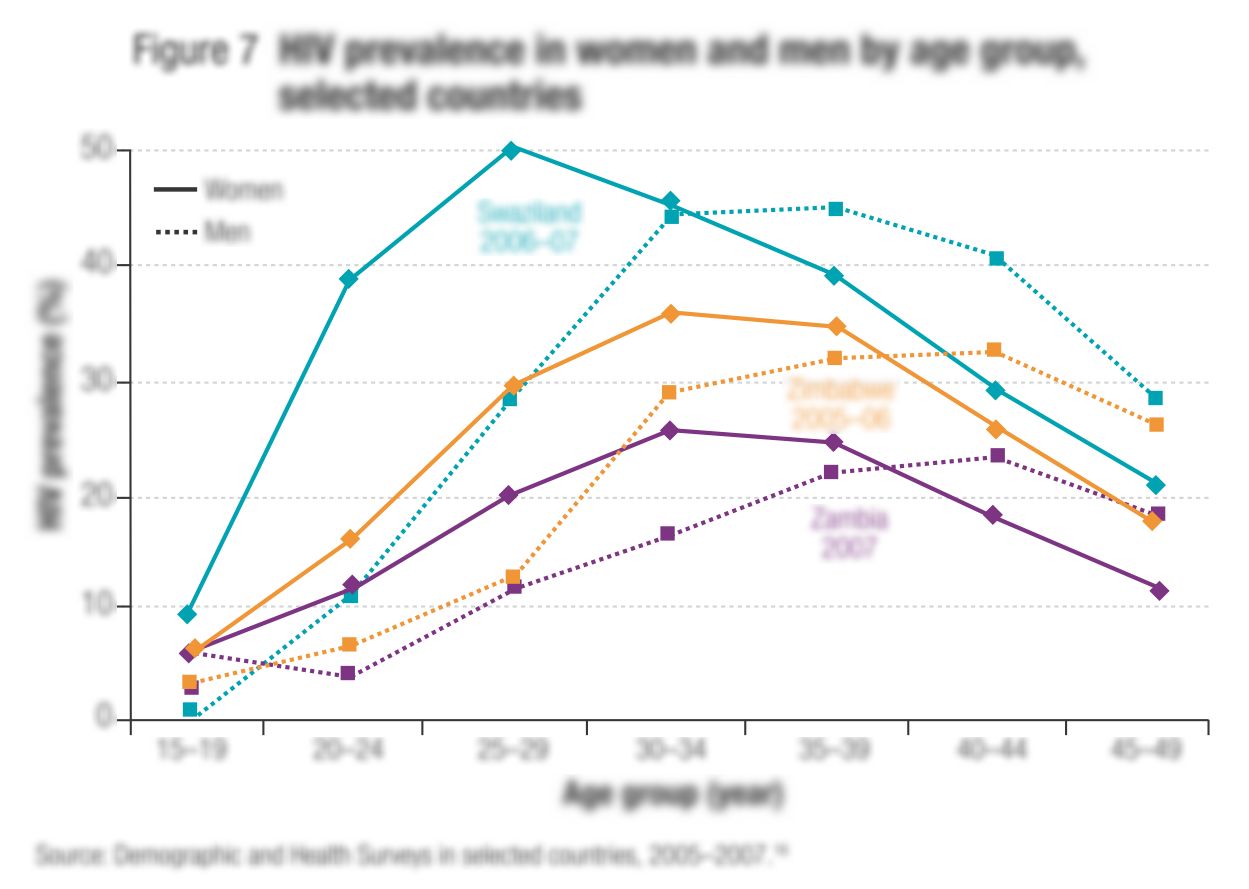 Figure 7 HIV prevalence in women and men by age group,
selected countries
50
Women
Men
Swaziland
2006–07
40
HIV prevalence (%)
30
Zimbabwe
2005–06
20
Zambia
2007
10
0
15–19 20–24 25–29 30–34 35–39 40–44 45–49
Age group (year)
Source: Demographic and Health Surveys in selected countries, 2005–2007.